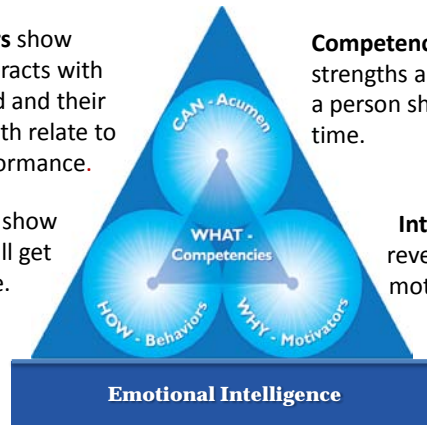 rs show
racts with
d and their
th relate to
ormance.
show
ll get
e.
Competenc
strengths a
a person sh
time.
Int
reve
mot
CAN - Acumen
WHAT -
Competencies
HOW - Behaviors
WHY - Motivators
Emotional Intelligence